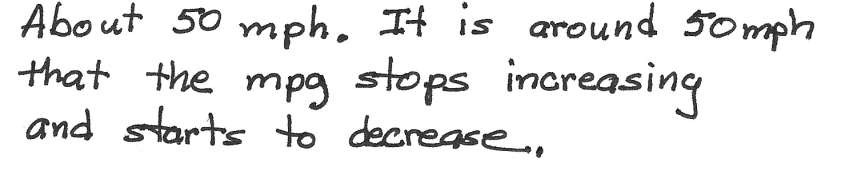 About 50 mph. It is around 50mph
that the mpg stops increasing
and starts to decrease.